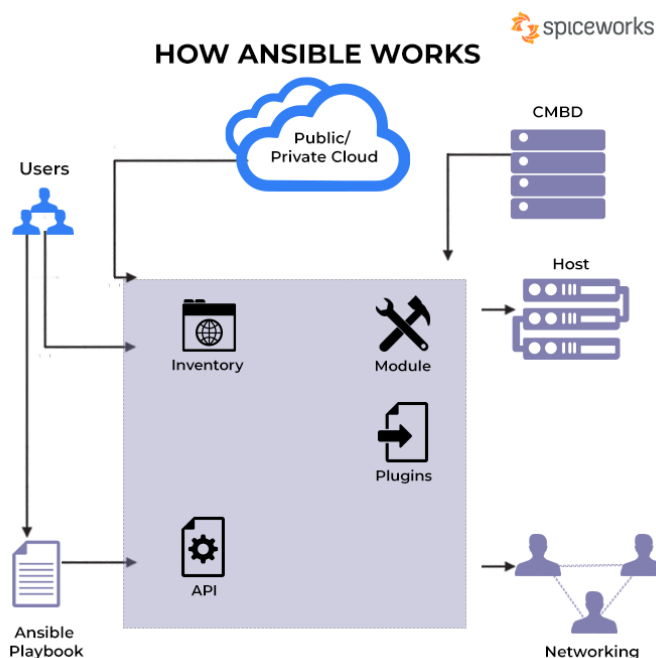 spiceworks
HOW ANSIBLE WORKS
Public/
Private Cloud
CMBD
Users
Host
Inventory
Module
Plugins
API
Ansible
Playbook
Networking